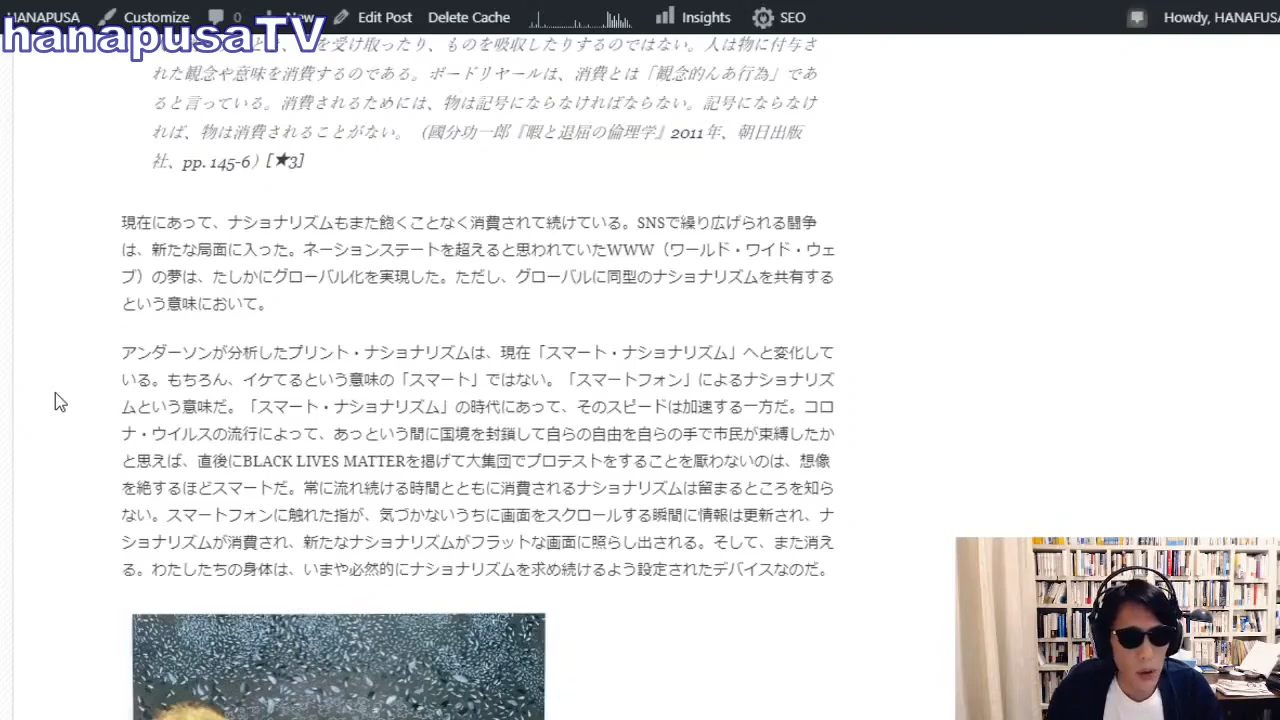 HANAPUSA Customize 0 Edit Post Delete Cache Insights SEO Howdy, HANAFUS
hanapusaTV
を受け取ったり、ものを吸収したりするのではない。人は物に付与さ
れた観念や意味を消費するのである。ボードリヤールは、消費とは「観念的んあ行為」であ
ると言っている。消費されるためには、物は記号にならなければならない。記号にならなけ
れば、物は消費されることがない。（國分功一郎『暇と退屈の倫理学』2011年、朝日出版
社、pp. 145-6）[★3]
現在にあって、ナショナリズムもまた飽くことなく消費されて続けている。SNSで繰り広げられる闘争
は、新たな局面に入った。ネーションステートを超えると思われていたWWW（ワールド・ワイド・ウェ
ブ）の夢は、たしかにグローバル化を実現した。ただし、グローバルに同型のナショナリズムを共有する
という意味において。
アンダーソンが分析したプリント・ナショナリズムは、現在「スマート・ナショナリズム」へと変化して
いる。もちろん、イケてるという意味の「スマート」ではない。「スマートフォン」によるナショナリズ
ムという意味だ。「スマート・ナショナリズム」の時代にあって、そのスピードは加速する一方だ。コロ
ナ・ウイルスの流行によって、あっという間に国境を封鎖して自らの自由を自らの手で市民が束縛したか
と思えば、直後にBLACK LIVES MATTERを掲げて大集団でプロテストをすることを厭わないのは、想像
を絶するほどスマートだ。常に流れ続ける時間とともに消費されるナショナリズムは留まるところを知ら
ない。スマートフォンに触れた指が、気づかないうちに画面をスクロールする瞬間に情報は更新され、ナ
ショナリズムが消費され、新たなナショナリズムがフラットな画面に照らし出される。そして、また消え
る。わたしたちの身体は、いまや必然的にナショナリズムを求め続けるよう設定されたデバイスなのだ。